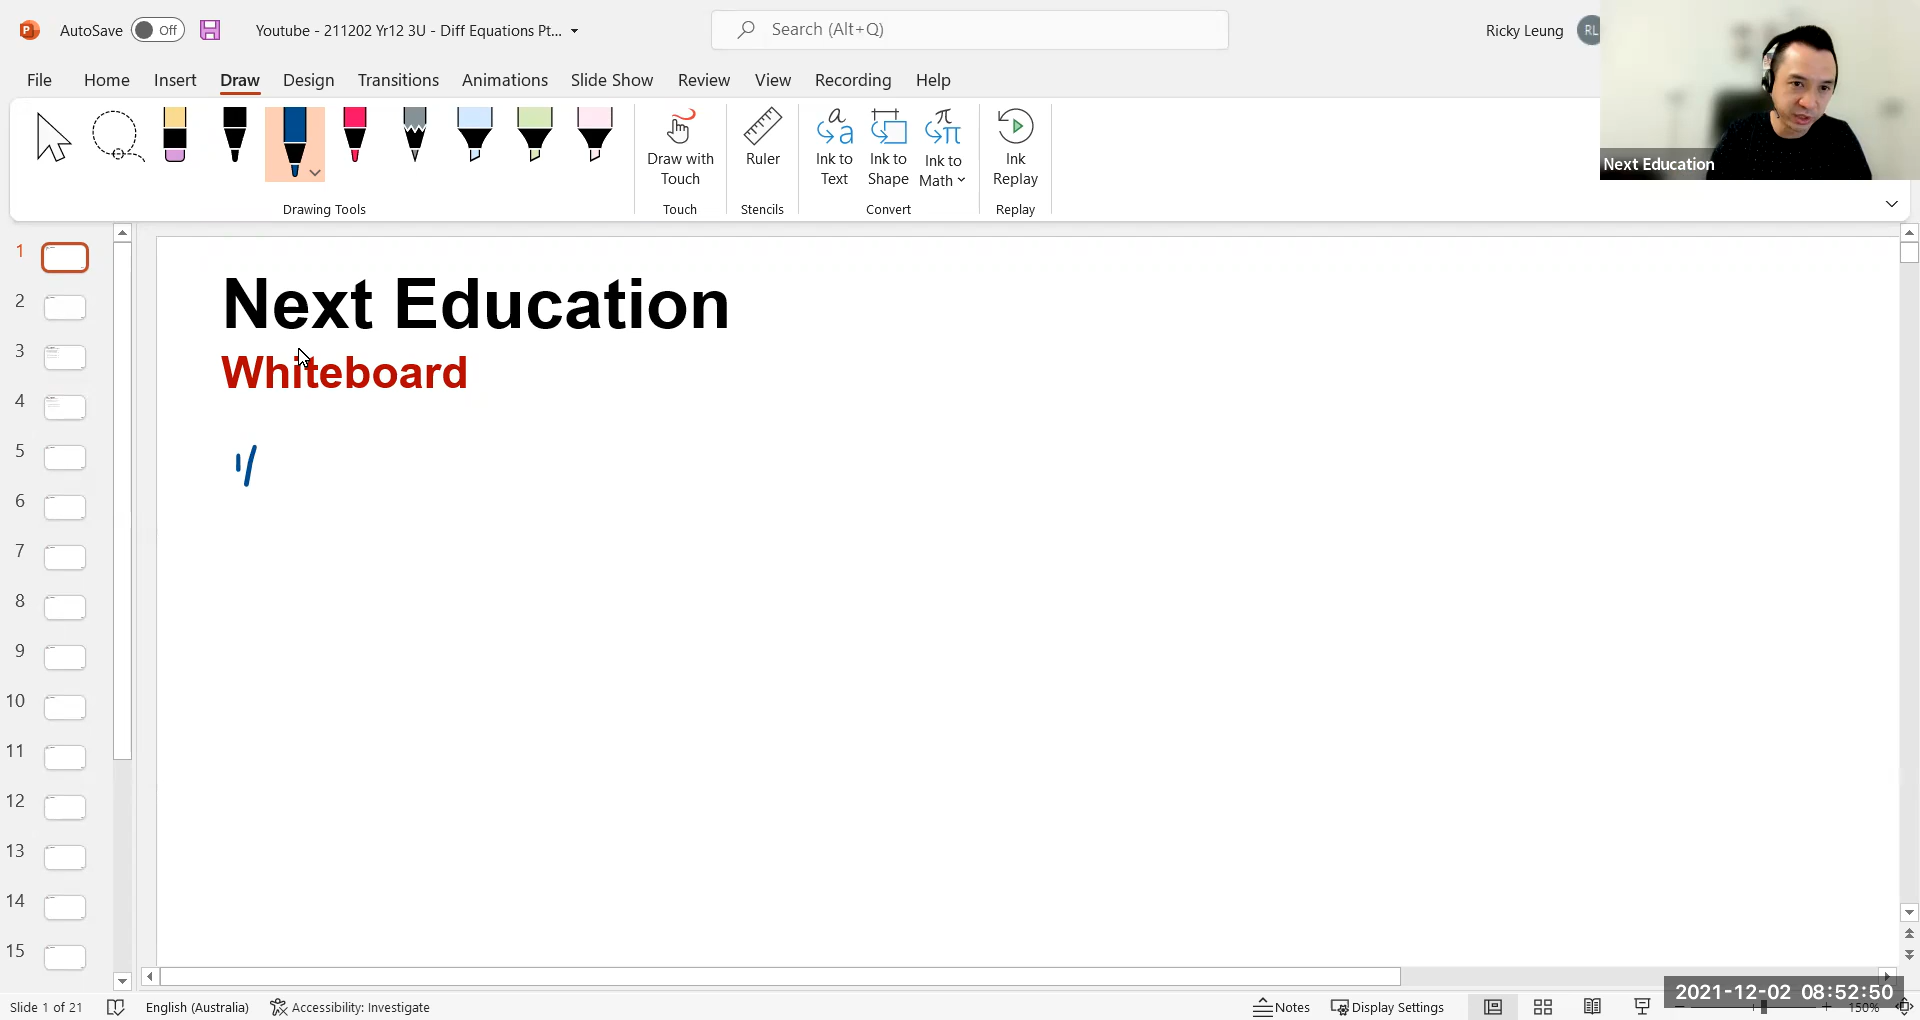 AutoSave Off Youtube - 211202 Yr12 3U - Diff Equations Pt... Search (Alt+Q) Ricky Leung RL
File Home Insert Draw Design Transitions Animations Slide Show Review View Recording Help
Draw with Touch Ruler Ink to Text Ink to Shape Ink to Math Ink Replay
Drawing Tools Touch Stencils Convert Replay
Next Education
1
2
3
4
5
6
7
8
9
10
11
12
13
14
15
Next Education
Whiteboard
1/
2021-12-02 08:52:50
Slide 1 of 21 English (Australia) Accessibility: Investigate Notes Display Settings 150%